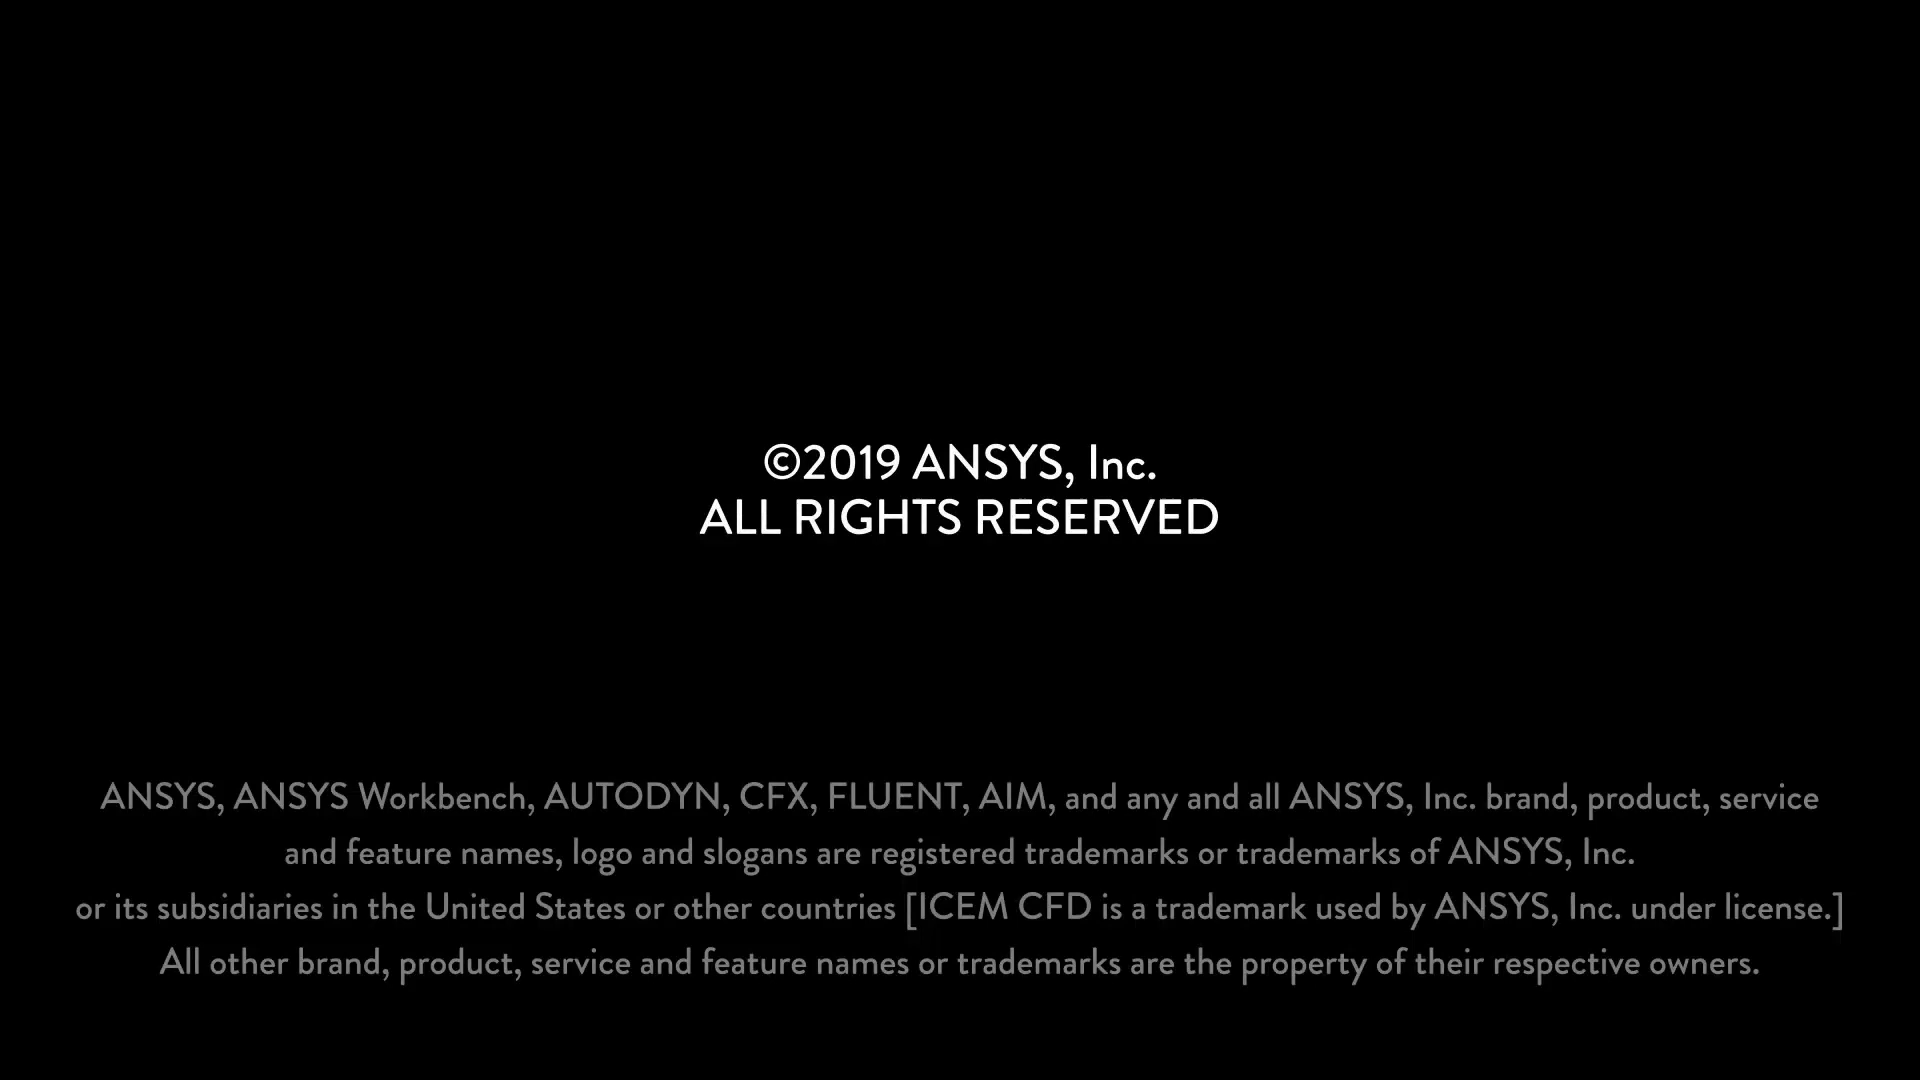 ©2019 ANSYS, Inc.
ALL RIGHTS RESERVED
ANSYS, ANSYS Workbench, AUTODYN, CFX, FLUENT, AIM, and any and all ANSYS, Inc. brand, product, service
and feature names, logo and slogans are registered trademarks or trademarks of ANSYS, Inc.
or its subsidiaries in the United States or other countries [ICEM CFD is a trademark used by ANSYS, Inc. under license.]
All other brand, product, service and feature names or trademarks are the property of their respective owners.